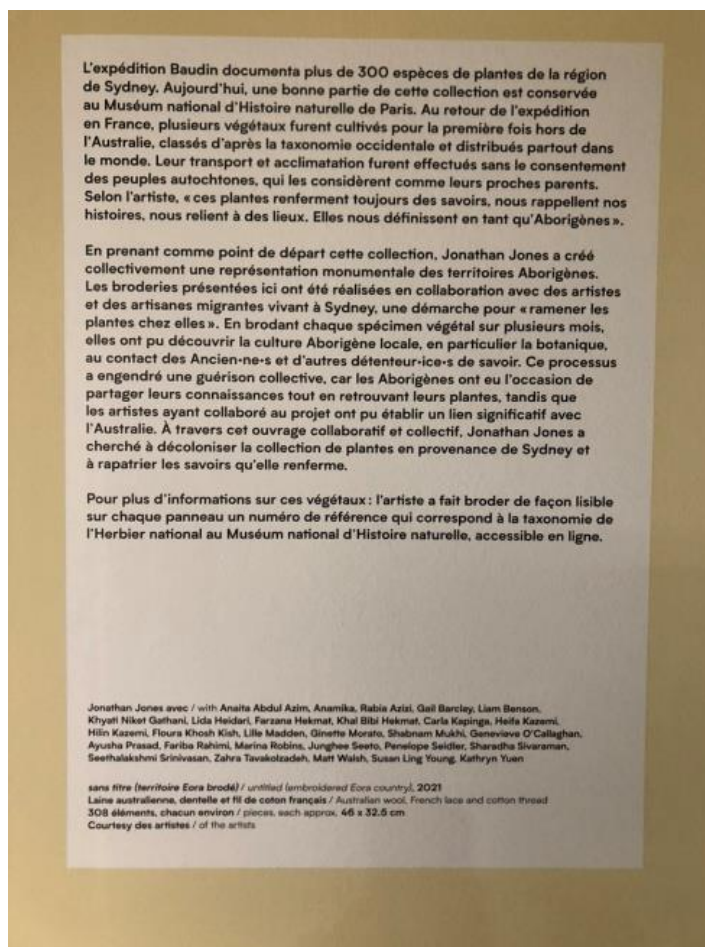 L'expédition Baudin documenta plus de 300 espèces de plantes de la région
de Sydney. Aujourd'hui, une bonne partie de cette collection est conservée
au Muséum national d'Histoire naturelle de Paris. Au retour de l'expédition
en France, plusieurs végétaux furent cultivés pour la première fois hors de
l'Australie, classés d'après la taxonomie occidentale et distribués partout dans
le monde. Leur transport et acclimatation furent effectués sans le consentement
des peuples autochtones, qui les considèrent comme leurs proches parents.
Selon l'artiste, « ces plantes renferment toujours des savoirs, nous rappellent nos
histoires, nous relient à des lieux. Elles nous définissent en tant qu'Aborigènes ».
En prenant comme point de départ cette collection, Jonathan Jones a créé
collectivement une représentation monumentale des territoires Aborigènes.
Les broderies présentées ici ont été réalisées en collaboration avec des artistes
et des artisanes migrantes vivant à Sydney, une démarche pour « ramener les
plantes chez elles ». En brodant chaque spécimen végétal sur plusieurs mois,
elles ont pu découvrir la culture Aborigène locale, en particulier la botanique,
au contact des Ancien·ne·s et d'autres détenteur·ice·s de savoir. Ce processus
a engendré une guérison collective, car les Aborigènes ont eu l'occasion de
partager leurs connaissances tout en retrouvant leurs plantes, tandis que
les artistes ayant collaboré au projet ont pu établir un lien significatif avec
l'Australie. À travers cet ouvrage collaboratif et collectif, Jonathan Jones a
cherché à décoloniser la collection de plantes en provenance de Sydney et
à rapatrier les savoirs qu'elle renferme.
Pour plus d'informations sur ces végétaux : l'artiste a fait broder de façon lisible
sur chaque panneau un numéro de référence qui correspond à la taxonomie de
l'Herbier national au Muséum national d'Histoire naturelle, accessible en ligne.
Jonathan Jones avec / with Anaita Abdul Azim, Anamika, Rabia Azizi, Gail Barclay, Liam Benson,
Khyati Niket Gathani, Lida Heidari, Farzana Hekmat, Khal Bibi Hekmat, Carla Kapinga, Heifa Kazemi,
Hilin Kazemi, Floura Khosh Kish, Lille Madden, Ginette Morato, Shabnam Mukhi, Genevieve O'Callaghan,
Ayusha Prasad, Fariba Rahimi, Marina Robins, Junghee Seeto, Penelope Seidler, Sharadha Sivaraman,
Seethalakshmi Srinivasan, Zahra Tavakolzadeh, Matt Walsh, Susan Ling Young, Kathryn Yuen
sans titre (territoire Eora brodé) / untitled (embroidered Eora country), 2021
Laine australienne, dentelle et fil de coton français / Australian wool, French lace and cotton thread
308 éléments, chacun environ / pieces, each approx. 46 x 32.5 cm
Courtesy des artistes / of the artists